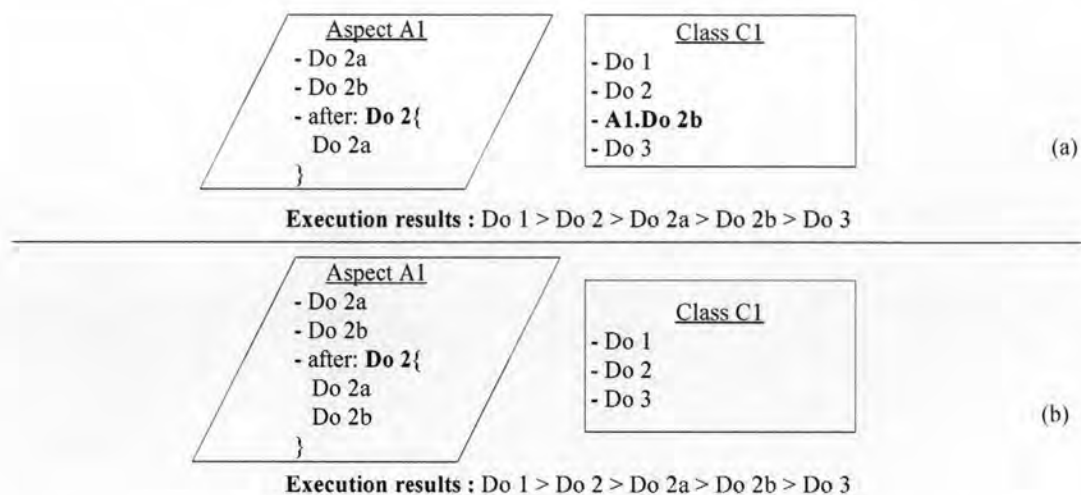 Aspect A1
- Do 2a
- Do 2b
- after: Do 2{
Do 2a
}
Class C1
- Do 1
- Do 2
- A1.Do 2b
- Do 3
(a)
Execution results : Do 1 > Do 2 > Do 2a > Do 2b > Do 3
Aspect A1
- Do 2a
- Do 2b
- after: Do 2{
Do 2a
Do 2b
}
Class C1
- Do 1
- Do 2
- Do 3
(b)
Execution results : Do 1 > Do 2 > Do 2a > Do 2b > Do 3